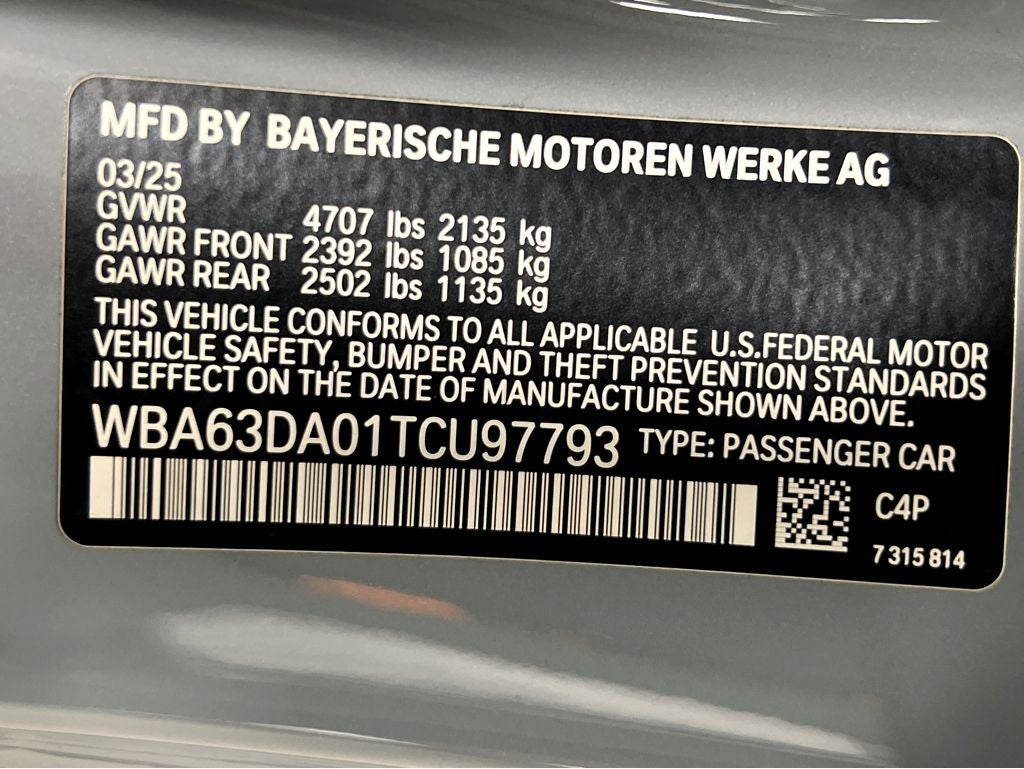 MFD BY BAYERISCHE MOTOREN WERKE AG
03/25
GVWR 4707 lbs 2135 kg
GAWR FRONT 2392 lbs 1085 kg
GAWR REAR 2502 lbs 1135 kg
THIS VEHICLE CONFORMS TO ALL APPLICABLE U.S.FEDERAL MOTOR
VEHICLE SAFETY, BUMPER AND THEFT PREVENTION STANDARDS
IN EFFECT ON THE DATE OF MANUFACTURE SHOWN ABOVE.
WBA63DA01TCU97793 TYPE: PASSENGER CAR
C4P
7 315 814